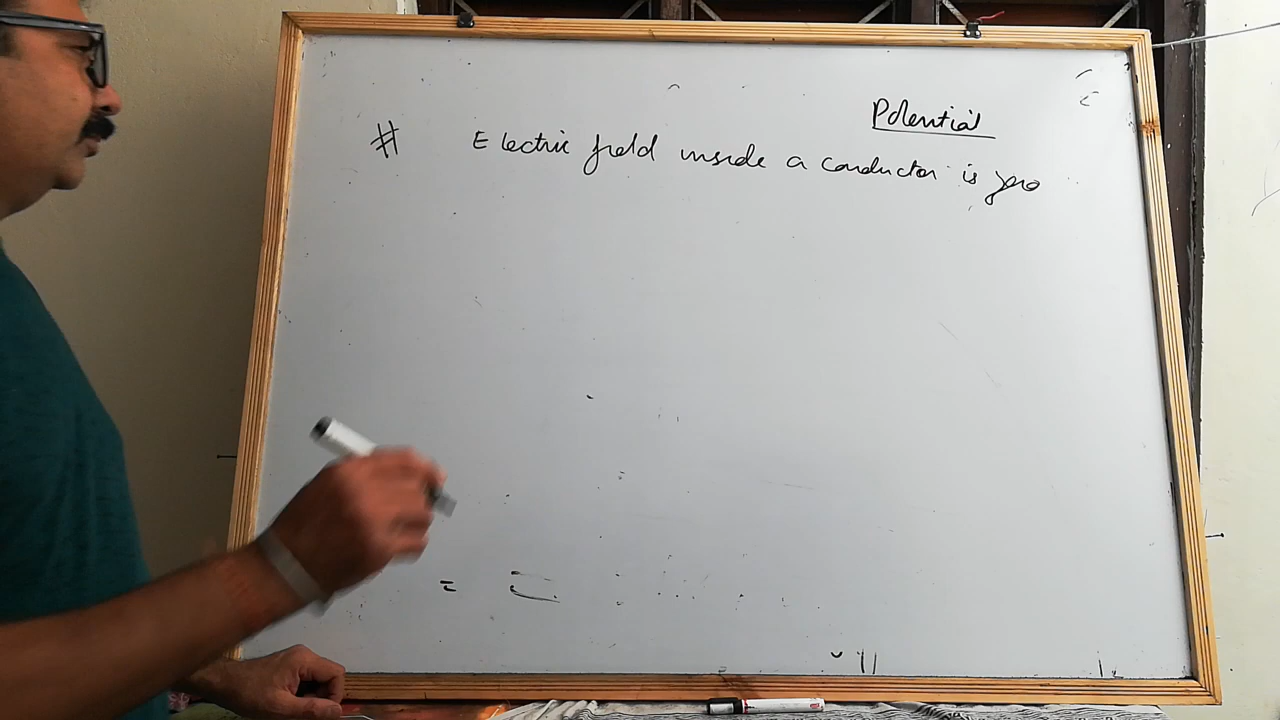 Potential
# Electric field inside a conductor is zero